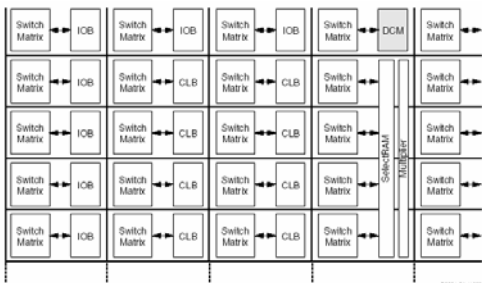 Switch Matrix IOB Switch Matrix IOB Switch Matrix IOB Switch Matrix DCM Switch Matrix
Switch Matrix IOB Switch Matrix CLB Switch Matrix CLB Switch Matrix Switch Matrix
Switch Matrix IOB Switch Matrix CLB Switch Matrix CLB Switch Matrix Switch Matrix
Switch Matrix IOB Switch Matrix CLB Switch Matrix CLB Switch Matrix Switch Matrix
Switch Matrix IOB Switch Matrix CLB Switch Matrix CLB Switch Matrix Switch Matrix
SelectRAM
Multiplier